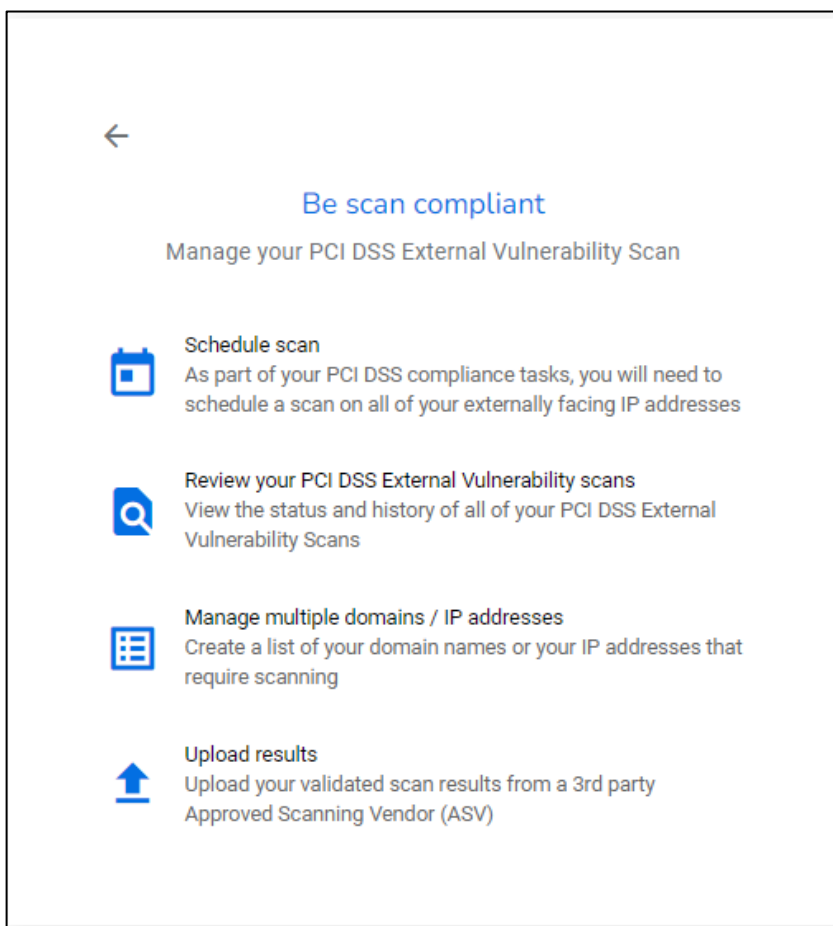 Be scan compliant
Manage your PCI DSS External Vulnerability Scan
Schedule scan
As part of your PCI DSS compliance tasks, you will need to
schedule a scan on all of your externally facing IP addresses
Review your PCI DSS External Vulnerability scans
View the status and history of all of your PCI DSS External
Vulnerability Scans
Manage multiple domains / IP addresses
Create a list of your domain names or your IP addresses that
require scanning
Upload results
Upload your validated scan results from a 3rd party
Approved Scanning Vendor (ASV)